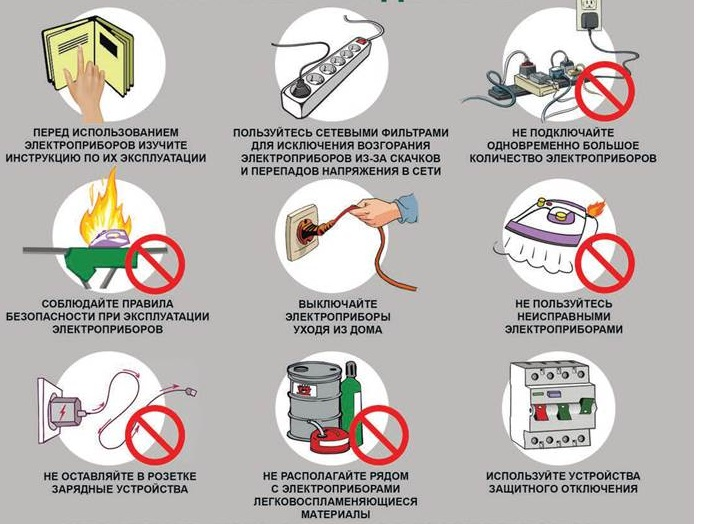 ПЕРЕД ИСПОЛЬЗОВАНИЕМ
ЭЛЕКТРОПРИБОРОВ ИЗУЧИТЕ
ИНСТРУКЦИЮ ПО ИХ ЭКСПЛУАТАЦИИ
ПОЛЬЗУЙТЕСЬ СЕТЕВЫМИ ФИЛЬТРАМИ
ДЛЯ ИСКЛЮЧЕНИЯ ВОЗГОРАНИЯ
ЭЛЕКТРОПРИБОРОВ ИЗ-ЗА СКАЧКОВ
И ПЕРЕПАДОВ НАПРЯЖЕНИЯ В СЕТИ
НЕ ПОДКЛЮЧАЙТЕ
ОДНОВРЕМЕННО БОЛЬШОЕ
КОЛИЧЕСТВО ЭЛЕКТРОПРИБОРОВ
СОБЛЮДАЙТЕ ПРАВИЛА
БЕЗОПАСНОСТИ ПРИ ЭКСПЛУАТАЦИИ
ЭЛЕКТРОПРИБОРОВ
ВЫКЛЮЧАЙТЕ
ЭЛЕКТРОПРИБОРЫ
УХОДЯ ИЗ ДОМА
НЕ ПОЛЬЗУЙТЕСЬ
НЕИСПРАВНЫМИ
ЭЛЕКТРОПРИБОРАМИ
НЕ ОСТАВЛЯЙТЕ В РОЗЕТКЕ
ЗАРЯДНЫЕ УСТРОЙСТВА
НЕ РАСПОЛАГАЙТЕ РЯДОМ
С ЭЛЕКТРОПРИБОРАМИ
ЛЕГКОВОСПЛАМЕНЯЮЩИЕСЯ
МАТЕРИАЛЫ
ИСПОЛЬЗУЙТЕ УСТРОЙСТВА
ЗАЩИТНОГО ОТКЛЮЧЕНИЯ